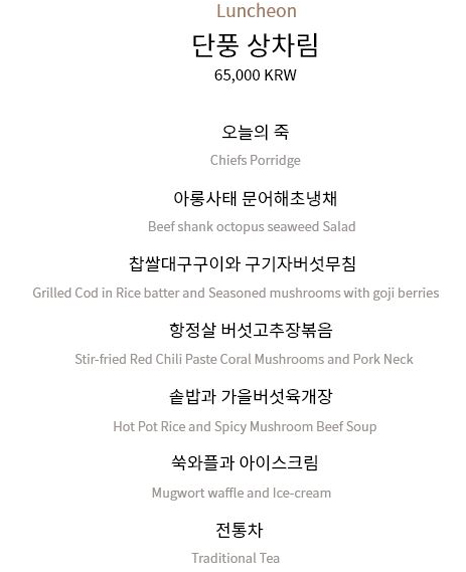 Luncheon
단풍 상차림
65,000 KRW
오늘의 죽
Chiefs Porridge
아롱사태 문어해초냉채
Beef shank octopus seaweed Salad
찹쌀대구구이와 구기자버섯무침
Grilled Cod in Rice batter and Seasoned mushrooms with goji berries
항정살 버섯고추장볶음
Stir-fried Red Chili Paste Coral Mushrooms and Pork Neck
솥밥과 가을버섯육개장
Hot Pot Rice and Spicy Mushroom Beef Soup
쑥와플과 아이스크림
Mugwort waffle and Ice-cream
전통차
Traditional Tea